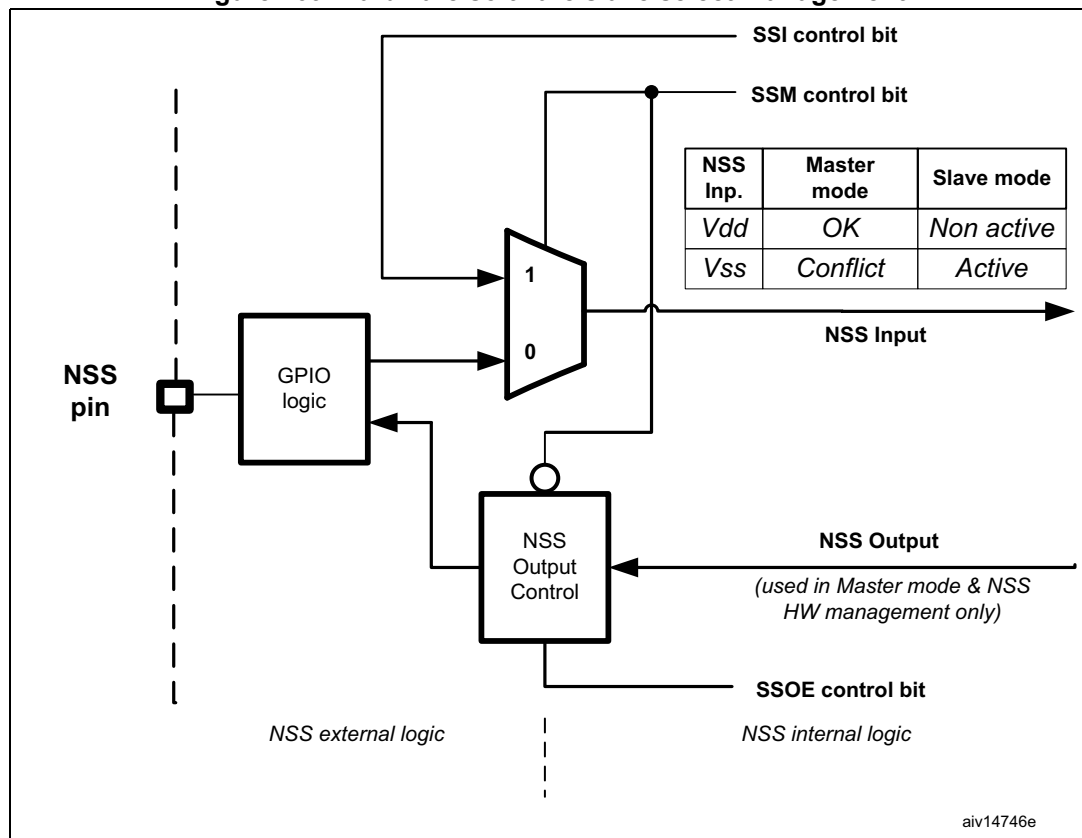 SSI control bit
SSM control bit
NSS Inp.
Master mode
Slave mode
Vdd
OK
Non active
Vss
Conflict
Active
1
0
NSS Input
NSS pin
GPIO logic
NSS Output Control
NSS Output
(used in Master mode & NSS
HW management only)
SSOE control bit
NSS external logic
NSS internal logic
aiv14746e